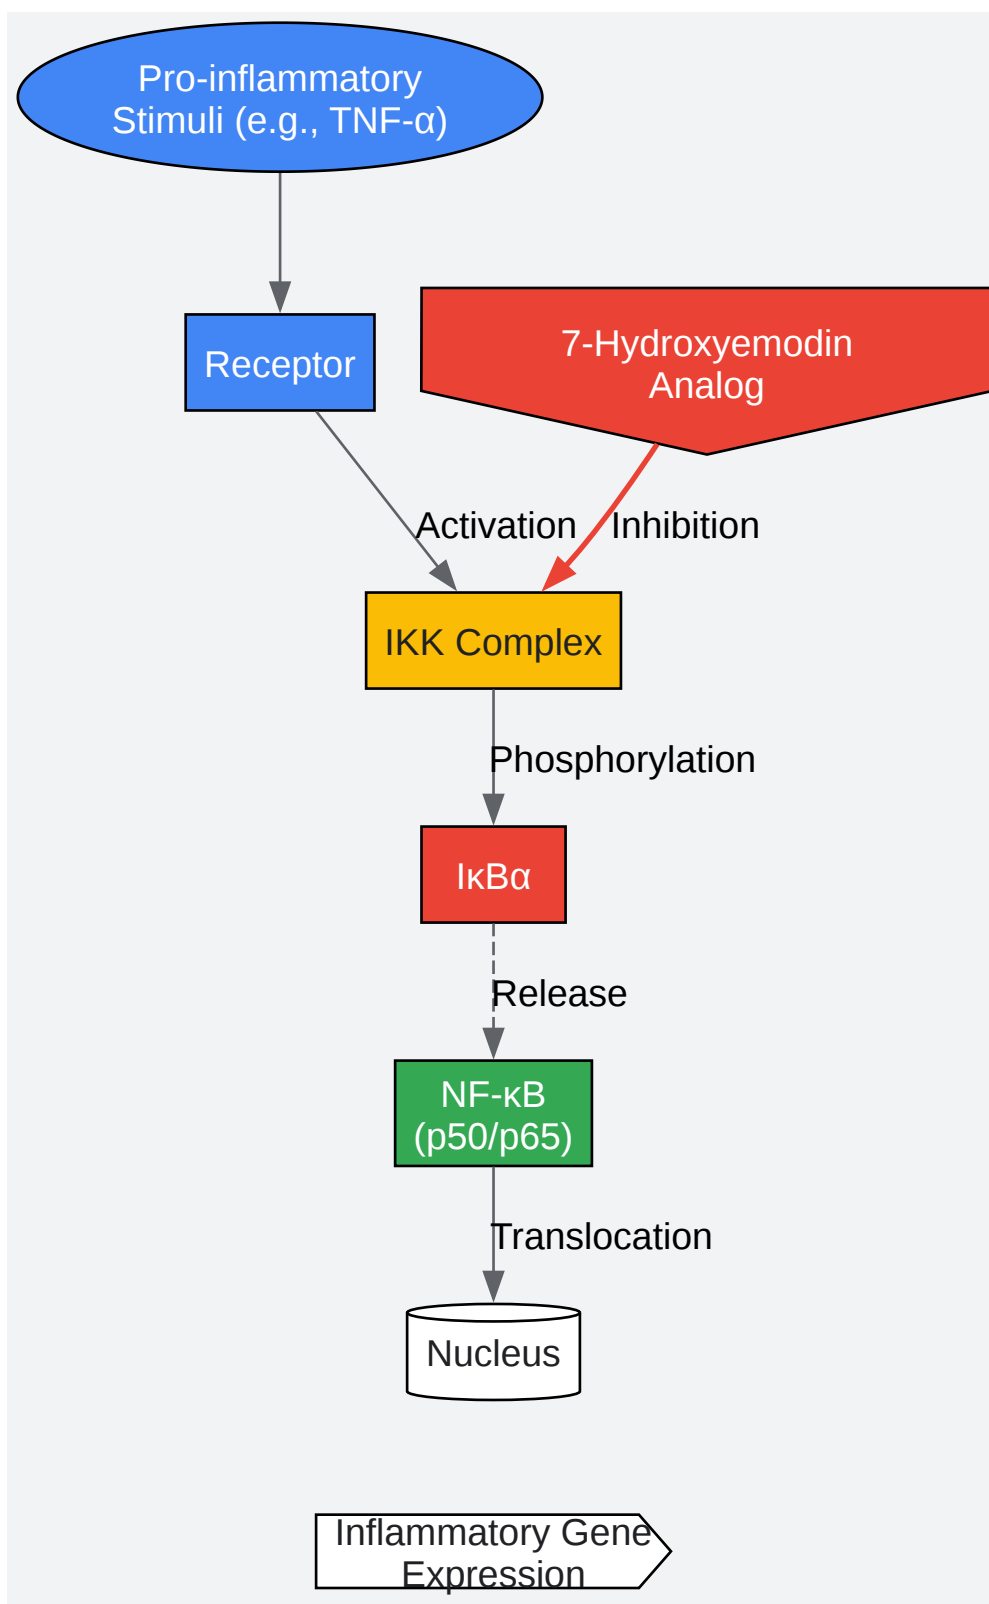 Pro-inflammatory
Stimuli (e.g., TNF-α)
Receptor
7-Hydroxyemodin
Analog
Activation
Inhibition
IKK Complex
Phosphorylation
IκBα
Release
NF-κB
(p50/p65)
Translocation
Nucleus
Inflammatory Gene
Expression